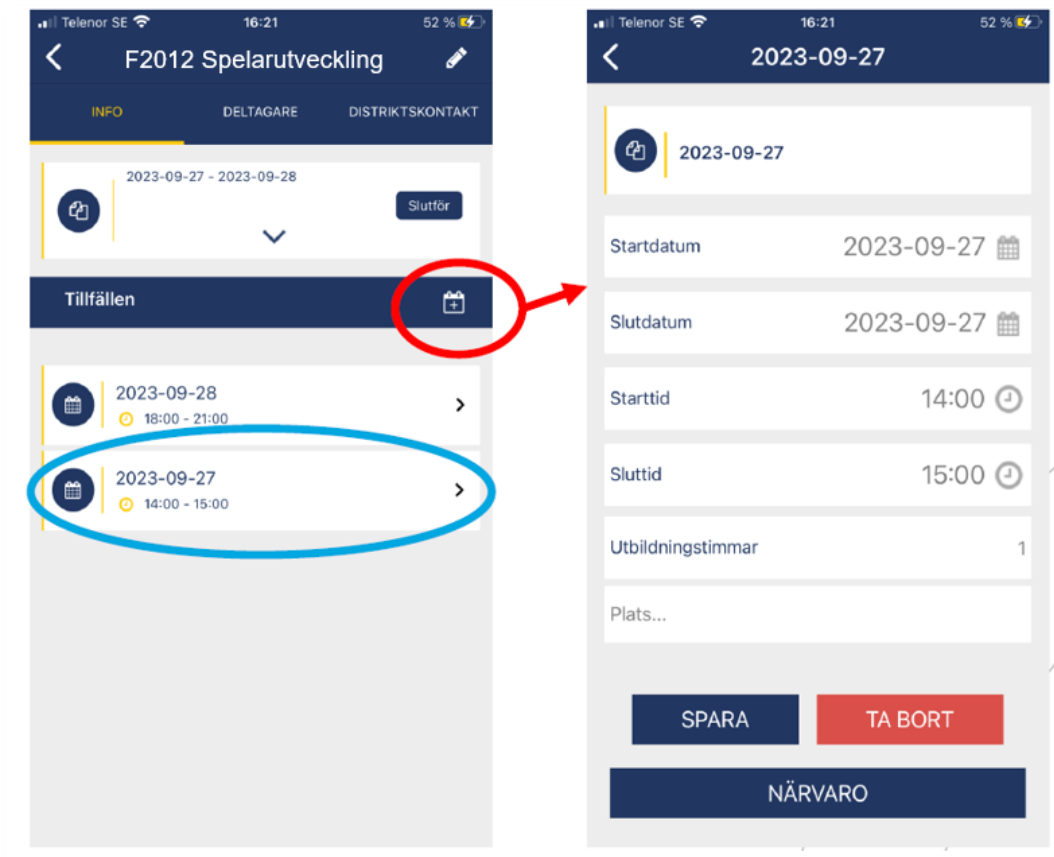 Telenor SE 16:21 52 %
F2012 Spelarutveckling
INFO DELTAGARE DISTRIKTSKONTAKT
2023-09-27 - 2023-09-28
Slutför
Tillfällen
2023-09-28
18:00 - 21:00
2023-09-27
14:00 - 15:00
Telenor SE 16:21 52 %
2023-09-27
2023-09-27
Startdatum 2023-09-27
Slutdatum 2023-09-27
Starttid 14:00
Sluttid 15:00
Utbildningstimmar 1
Plats...
SPARA TA BORT
NÄRVARO